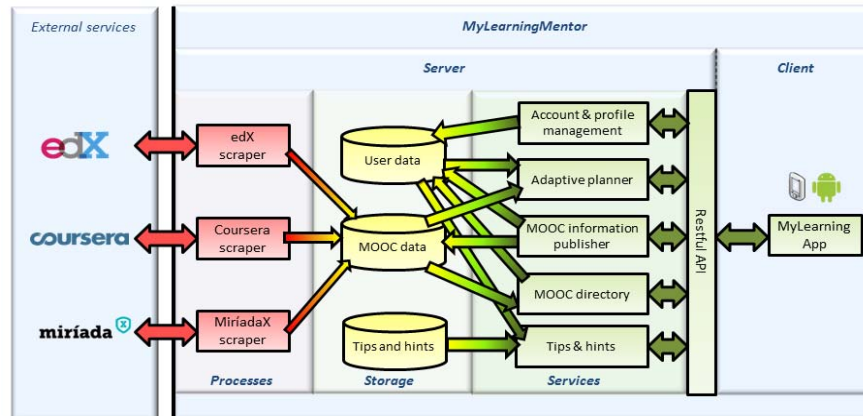 External services
MyLearningMentor
Server
Client
edX
edX
scraper
User data
Account & profile
management
Adaptive planner
coursera
Coursera
scraper
MOOC data
MOOC information
publisher
Restful API
MyLearning
App
MOOC directory
miríada
X
MiríadaX
scraper
Tips and hints
Tips & hints
Processes
Storage
Services